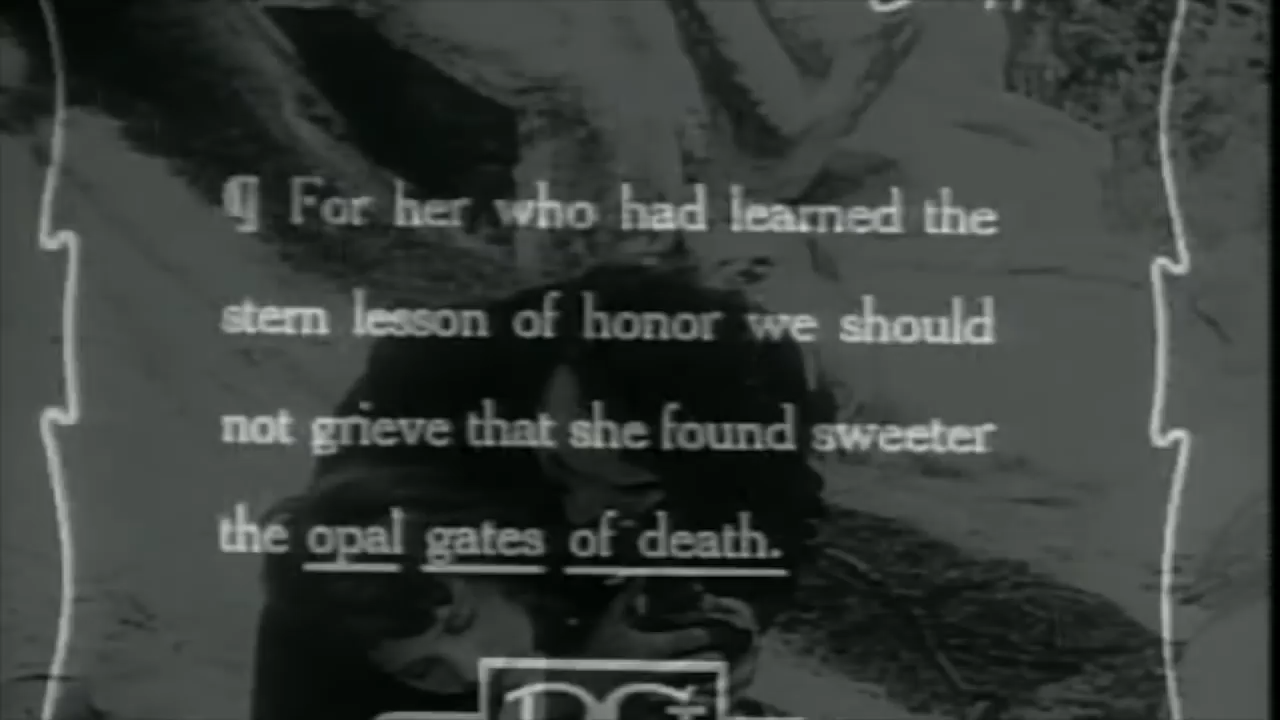 ¶ For her who had learned the
stern lesson of honor we should
not grieve that she found sweeter
the opal gates of death.
DG